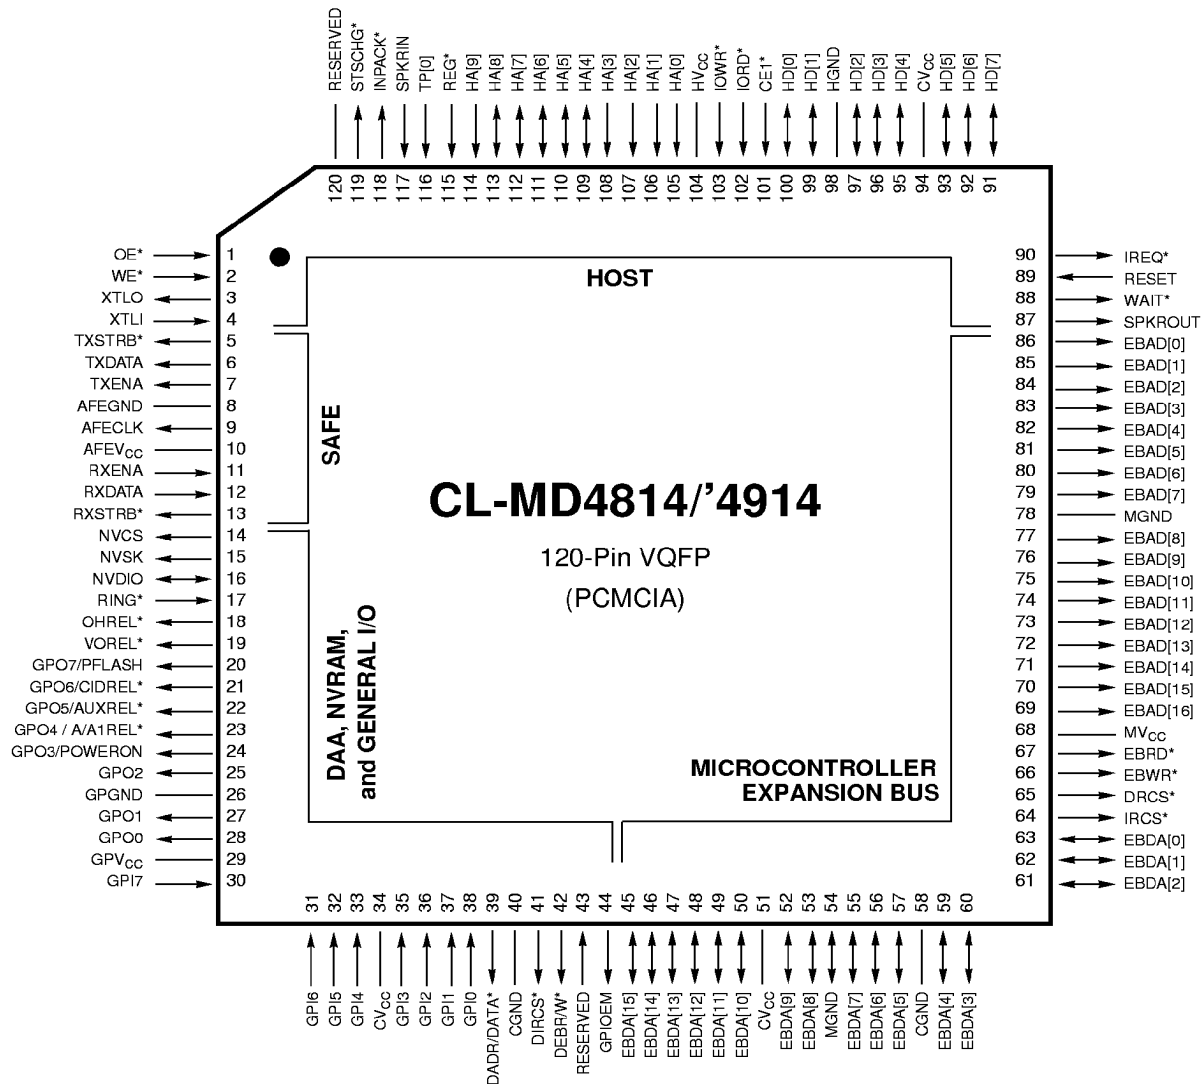 RESERVED
STSCHG*
INPACK*
SPKRIN
TP[0]
REG*
HA[9]
HA[8]
HA[7]
HA[6]
HA[5]
HA[4]
HA[3]
HA[2]
HA[1]
HA[0]
HVCC
IOWR*
IORD*
CE1*
HD[0]
HD[1]
HGND
HD[2]
HD[3]
HD[4]
CVCC
HD[5]
HD[6]
HD[7]
120
119
118
117
116
115
114
113
112
111
110
109
108
107
106
105
104
103
102
101
100
99
98
97
96
95
94
93
92
91
OE* 1
WE* 2
XTLO 3
XTLI 4
TXSTRB* 5
TXDATA 6
TXENA 7
AFEGND 8
AFECLK 9
AFEVCC 10
RXENA 11
RXDATA 12
RXSTRB* 13
NVCS 14
NVSK 15
NVDIO 16
RING* 17
OHREL* 18
VOREL* 19
GPO7/PFLASH 20
GPO6/CIDREL* 21
GPO5/AUXREL* 22
GPO4 / A/A1REL* 23
GPO3/POWERON 24
GPO2 25
GPGND 26
GPO1 27
GPO0 28
GPVCC 29
GPI7 30
HOST
SAFE
CL-MD4814/'4914
120-Pin VQFP
(PCMCIA)
DAA, NVRAM,
and GENERAL I/O
MICROCONTROLLER
EXPANSION BUS
90 IREQ*
89 RESET
88 WAIT*
87 SPKROUT
86 EBAD[0]
85 EBAD[1]
84 EBAD[2]
83 EBAD[3]
82 EBAD[4]
81 EBAD[5]
80 EBAD[6]
79 EBAD[7]
78 MGND
77 EBAD[8]
76 EBAD[9]
75 EBAD[10]
74 EBAD[11]
73 EBAD[12]
72 EBAD[13]
71 EBAD[14]
70 EBAD[15]
69 EBAD[16]
68 MVCC
67 EBRD*
66 EBWR*
65 DRCS*
64 IRCS*
63 EBDA[0]
62 EBDA[1]
61 EBDA[2]
31
32
33
34
35
36
37
38
39
40
41
42
43
44
45
46
47
48
49
50
51
52
53
54
55
56
57
58
59
60
GPI6
GPI5
GPI4
CVCC
GPI3
GPI2
GPI1
GPI0
DADR/DATA*
CGND
DIRCS*
DEBR/W*
RESERVED
GPIOEM
EBDA[15]
EBDA[14]
EBDA[13]
EBDA[12]
EBDA[11]
EBDA[10]
CVCC
EBDA[9]
EBDA[8]
MGND
EBDA[7]
EBDA[6]
EBDA[5]
CGND
EBDA[4]
EBDA[3]